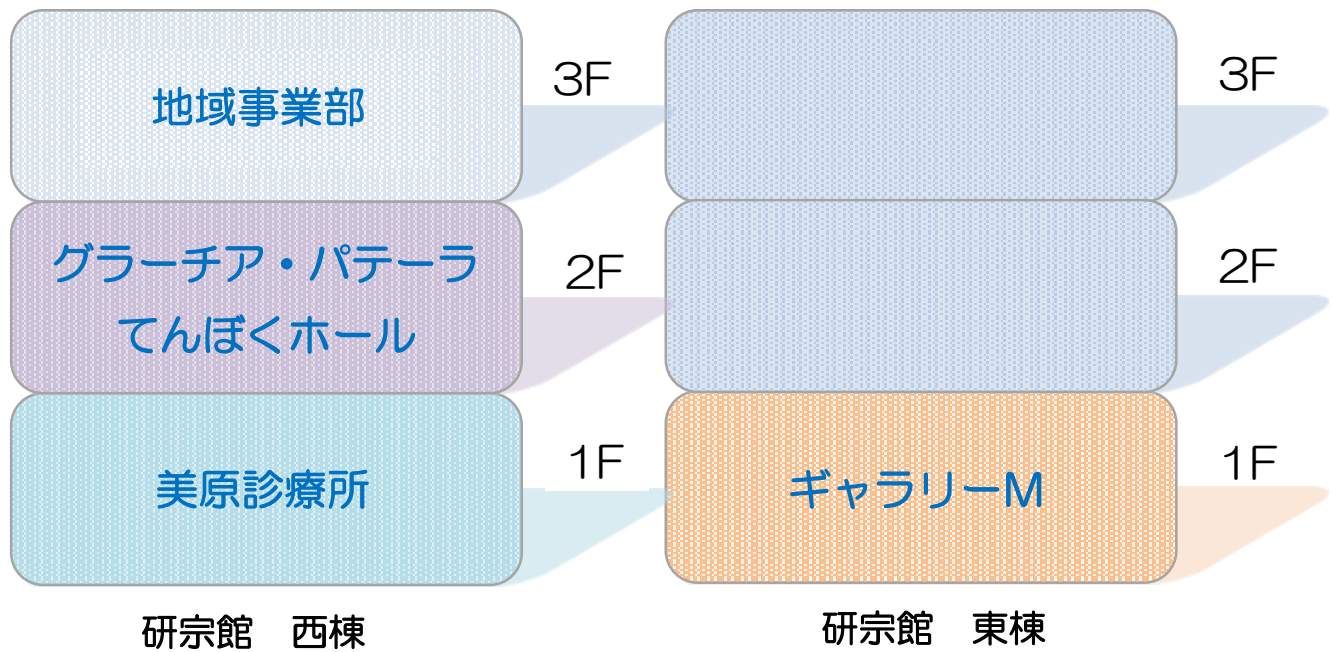 地域事業部
3F
3F
グラーチア・パテーラ
てんぼくホール
2F
2F
美原診療所
1F
ギャラリーM
1F
研宗館　西棟
研宗館　東棟